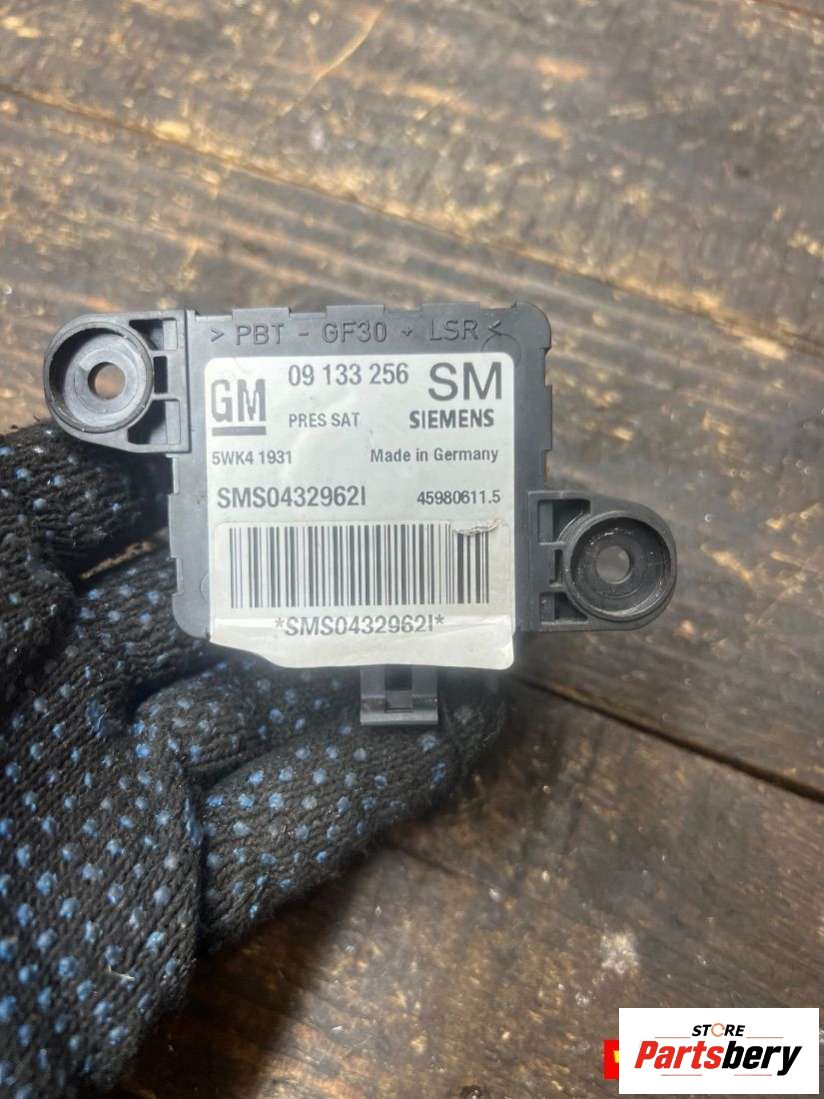 > PBT - GF30 + LSR <
GM 09 133 256 SM
PRES SAT SIEMENS
5WK4 1931 Made in Germany
SMS0432962I 45980611.5
*SMS0432962I*
STORE
Partsbery